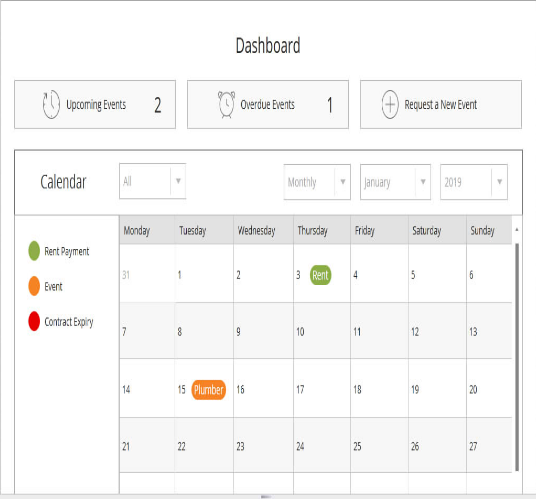 Dashboard
Upcoming Events 2
Overdue Events 1
Request a New Event
Calendar
All
Monthly
January
2019
Rent Payment
Event
Contract Expiry
Monday Tuesday Wednesday Thursday Friday Saturday Sunday
31 1 2 3 Rent 4 5 6
7 8 9 10 11 12 13
14 15 Plumber 16 17 18 19 20
21 22 23 24 25 26 27